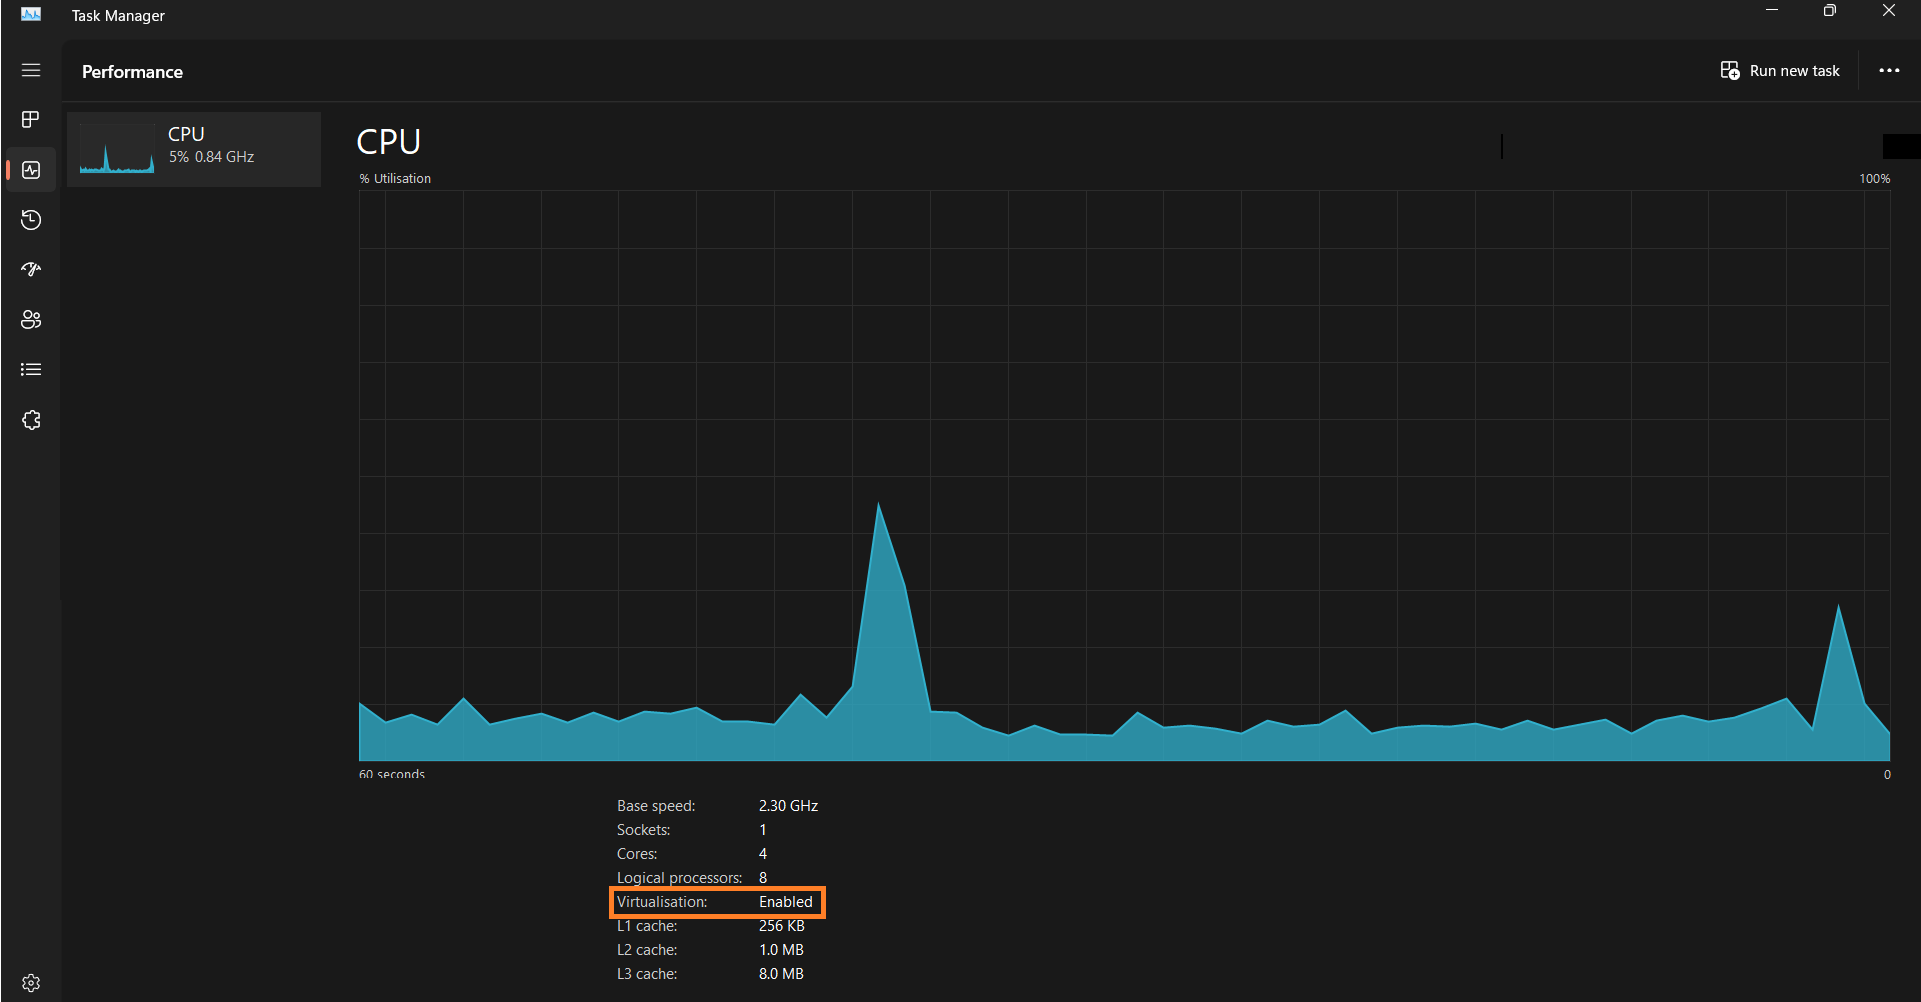 Task Manager
Performance
Run new task
CPU
5% 0.84 GHz
CPU
% Utilisation 100%
60 seconds 0
Base speed: 2.30 GHz
Sockets: 1
Cores: 4
Logical processors: 8
Virtualisation: Enabled
L1 cache: 256 KB
L2 cache: 1.0 MB
L3 cache: 8.0 MB